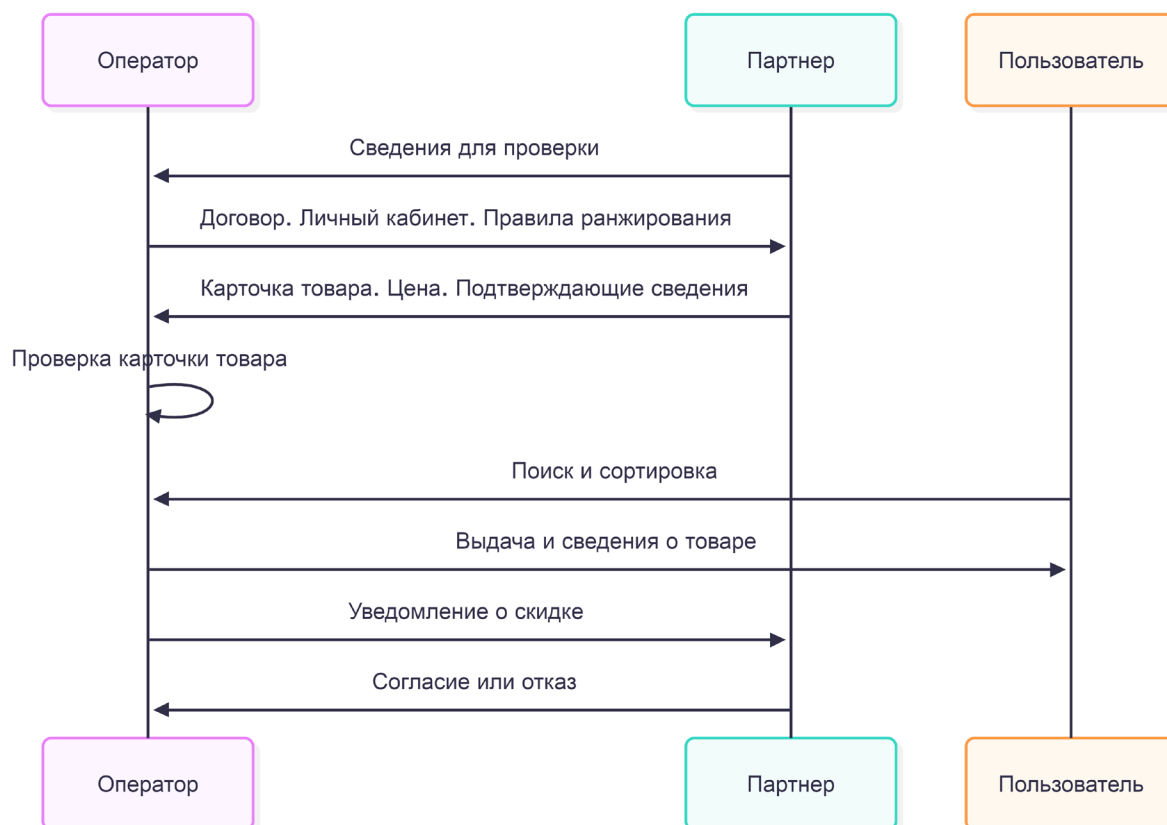 Оператор
Партнер
Пользователь
Сведения для проверки
Договор. Личный кабинет. Правила ранжирования
Карточка товара. Цена. Подтверждающие сведения
Проверка карточки товара
Поиск и сортировка
Выдача и сведения о товаре
Уведомление о скидке
Согласие или отказ
Оператор
Партнер
Пользователь